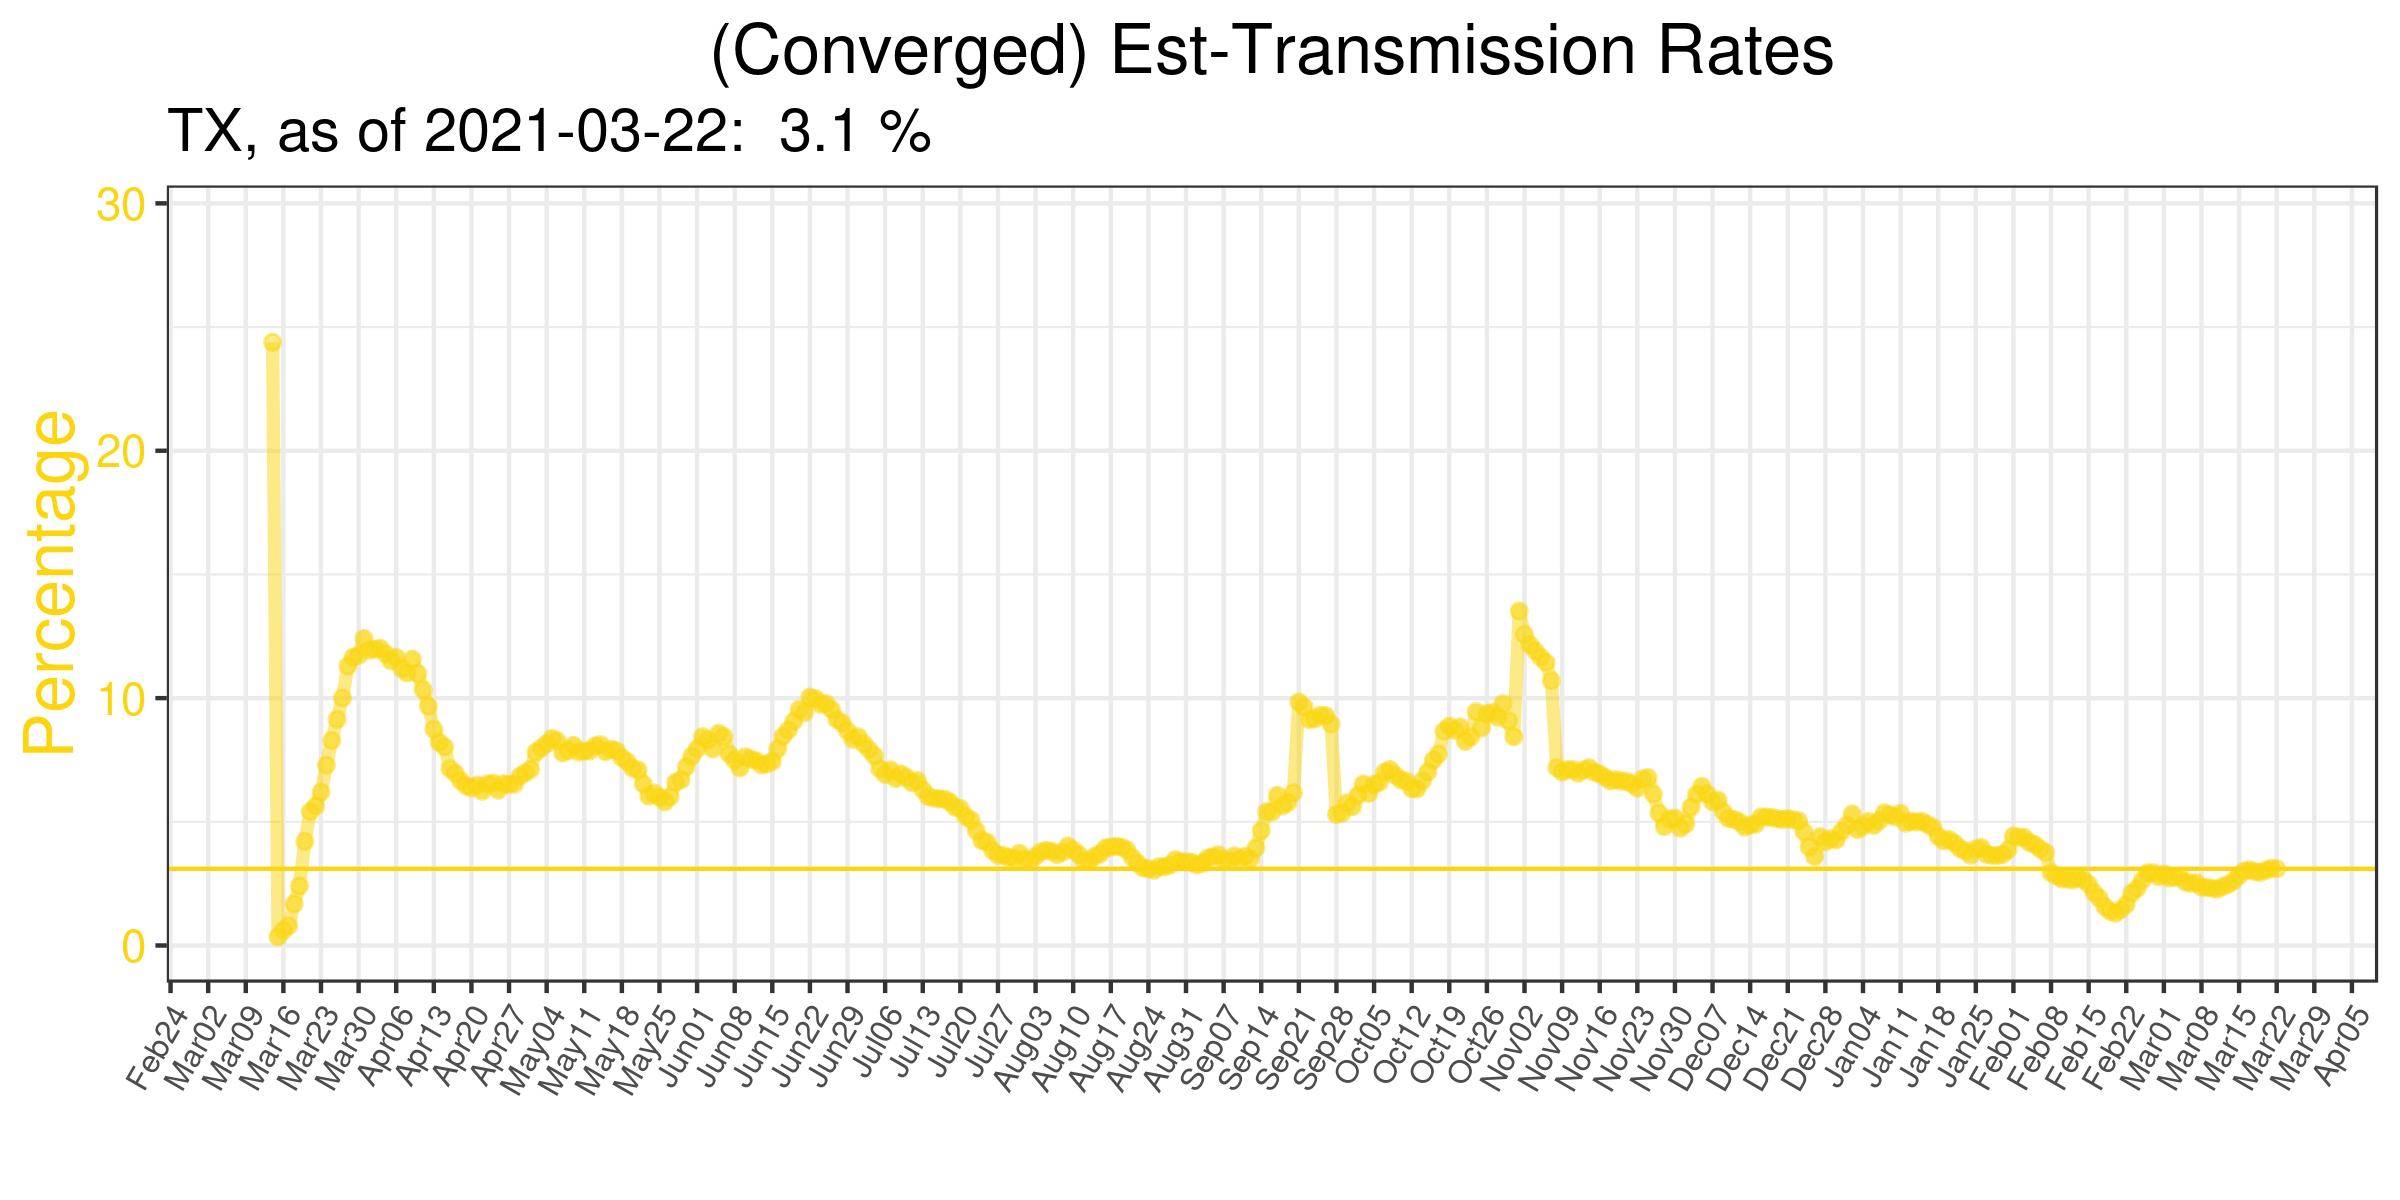 (Converged) Est-Transmission Rates
TX, as of 2021-03-22:  3.1 %
Percentage
30
20
10
0
Feb24
Mar02
Mar09
Mar16
Mar23
Mar30
Apr06
Apr13
Apr20
Apr27
May04
May11
May18
May25
Jun01
Jun08
Jun15
Jun22
Jun29
Jul06
Jul13
Jul20
Jul27
Aug03
Aug10
Aug17
Aug24
Aug31
Sep07
Sep14
Sep21
Sep28
Oct05
Oct12
Oct19
Oct26
Nov02
Nov09
Nov16
Nov23
Nov30
Dec07
Dec14
Dec21
Dec28
Jan04
Jan11
Jan18
Jan25
Feb01
Feb08
Feb15
Feb22
Mar01
Mar08
Mar15
Mar22
Mar29
Apr05